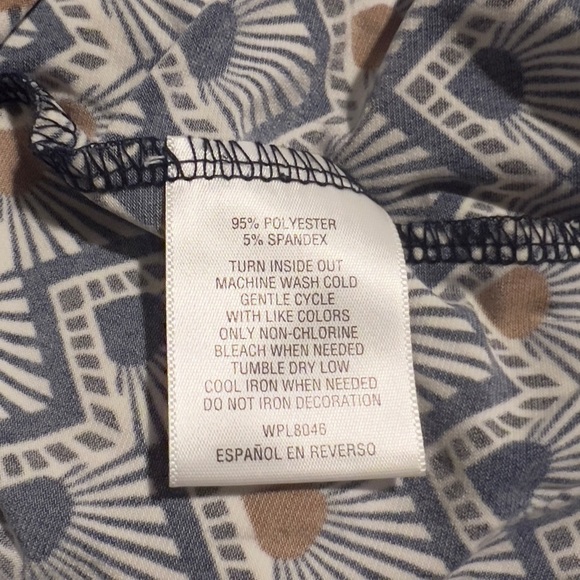 95% POLYESTER
5% SPANDEX
TURN INSIDE OUT
MACHINE WASH COLD
GENTLE CYCLE
WITH LIKE COLORS
ONLY NON-CHLORINE
BLEACH WHEN NEEDED
TUMBLE DRY LOW
COOL IRON WHEN NEEDED
DO NOT IRON DECORATION
WPL8046
ESPAÑOL EN REVERSO